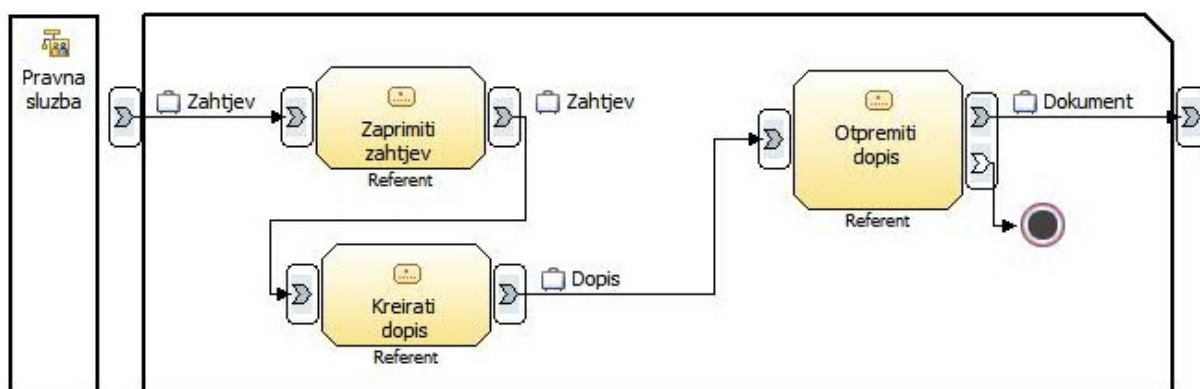 Pravna
sluzba
Zahtjev
Zaprimiti
zahtjev
Referent
Zahtjev
Kreirati
dopis
Referent
Dopis
Otpremiti
dopis
Referent
Dokument